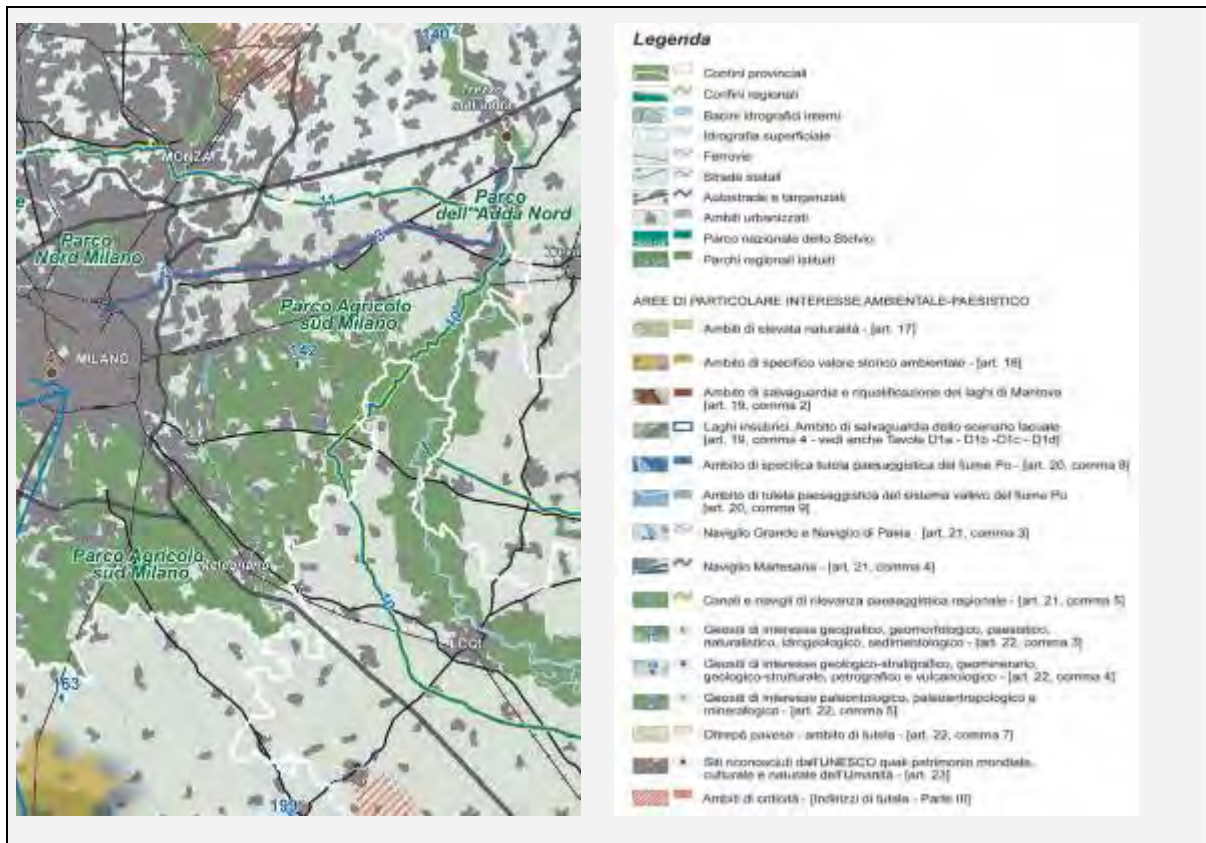 140
Trezzo
sull'Adda
MONZA
11
Parco
dell'Adda Nord
3
Parco
Nord Milano
Parco Agricolo
sud Milano
10
142
MILANO
Parco Agricolo
sud Milano
Melegnano
10
LODI
163
193
Legenda
Confini provinciali
Confini regionali
Bacini idrografici interni
Idrografia superficiale
Ferrovie
Strade statali
Autostrade e tangenziali
Ambiti urbanizzati
Parco nazionale dello Stelvio
Parchi regionali istituiti
AREE DI PARTICOLARE INTERESSE AMBIENTALE-PAESISTICO
Ambiti di elevata naturalità - [art. 17]
Ambito di specifico valore storico ambientale - [art. 18]
Ambito di salvaguardia e riqualificazione dei laghi di Mantova
[art. 19, comma 2]
Laghi insubrici. Ambito di salvaguardia dello scenario lacuale
[art. 19, comma 4 - vedi anche Tavole D1a - D1b -D1c - D1d]
Ambito di specifica tutela paesaggistica del fiume Po - [art. 20, comma 8]
Ambito di tutela paesaggistica del sistema vallivo del fiume Po
[art. 20, comma 9]
Naviglio Grande e Naviglio di Pavia - [art. 21, comma 3]
Naviglio Martesana - [art. 21, comma 4]
Canali e navigli di rilevanza paesaggistica regionale - [art. 21, comma 5]
Geositi di interesse geografico, geomorfologico, paesistico,
naturalistico, idrogeologico, sedimentologico - [art. 22, comma 3]
Geositi di interesse geologico-stratigrafico, geominerario,
geologico-strutturale, petrografico e vulcanologico - [art. 22, comma 4]
Geositi di interesse paleontologico, paleoantropologico e
mineralogico - [art. 22, comma 5]
Oltrepò pavese - ambito di tutela - [art. 22, comma 7]
Siti riconosciuti dall'UNESCO quali patrimonio mondiale,
culturale e naturale dell'Umanità - [art. 23]
Ambiti di criticità - [Indirizzi di tutela - Parte III]